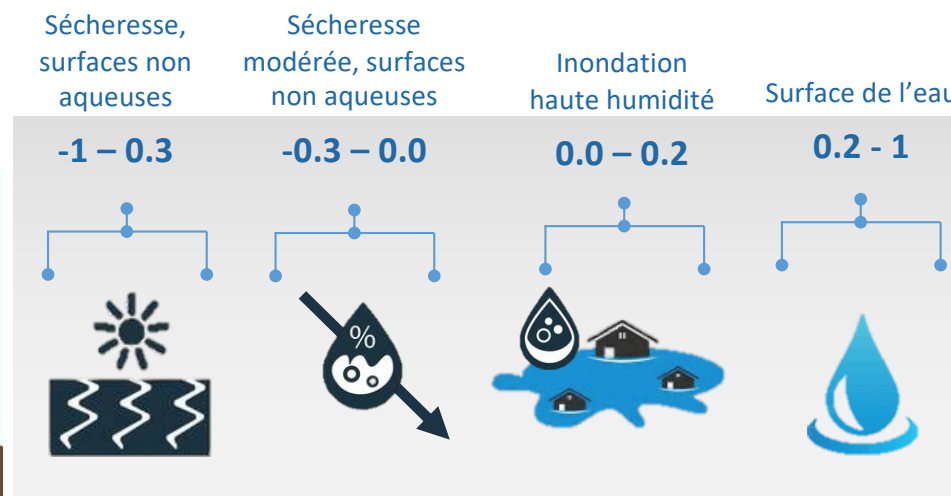 Sécheresse,
surfaces non
aqueuses
Sécheresse
modérée, surfaces
non aqueuses
Inondation
haute humidité
Surface de l'eau
-1 – 0.3
-0.3 – 0.0
0.0 – 0.2
0.2 - 1
%